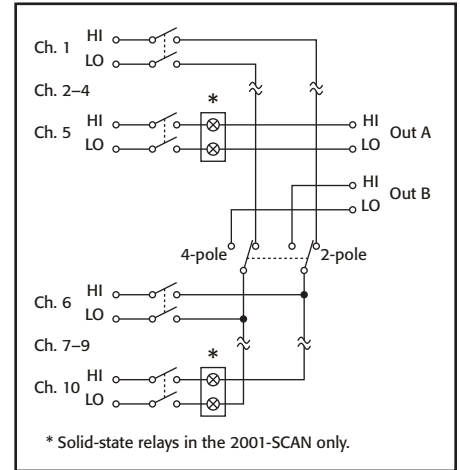 Ch. 1 HI
LO
Ch. 2–4
*
Ch. 5 HI
LO
HI
LO
Out A
HI
LO
Out B
4-pole
2-pole
Ch. 6 HI
LO
Ch. 7–9
*
Ch. 10 HI
LO
* Solid-state relays in the 2001-SCAN only.